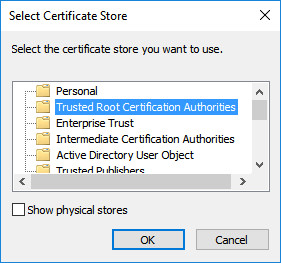 Select Certificate Store
Select the certificate store you want to use.
Personal
Trusted Root Certification Authorities
Enterprise Trust
Intermediate Certification Authorities
Active Directory User Object
Trusted Publishers
Show physical stores
OK
Cancel